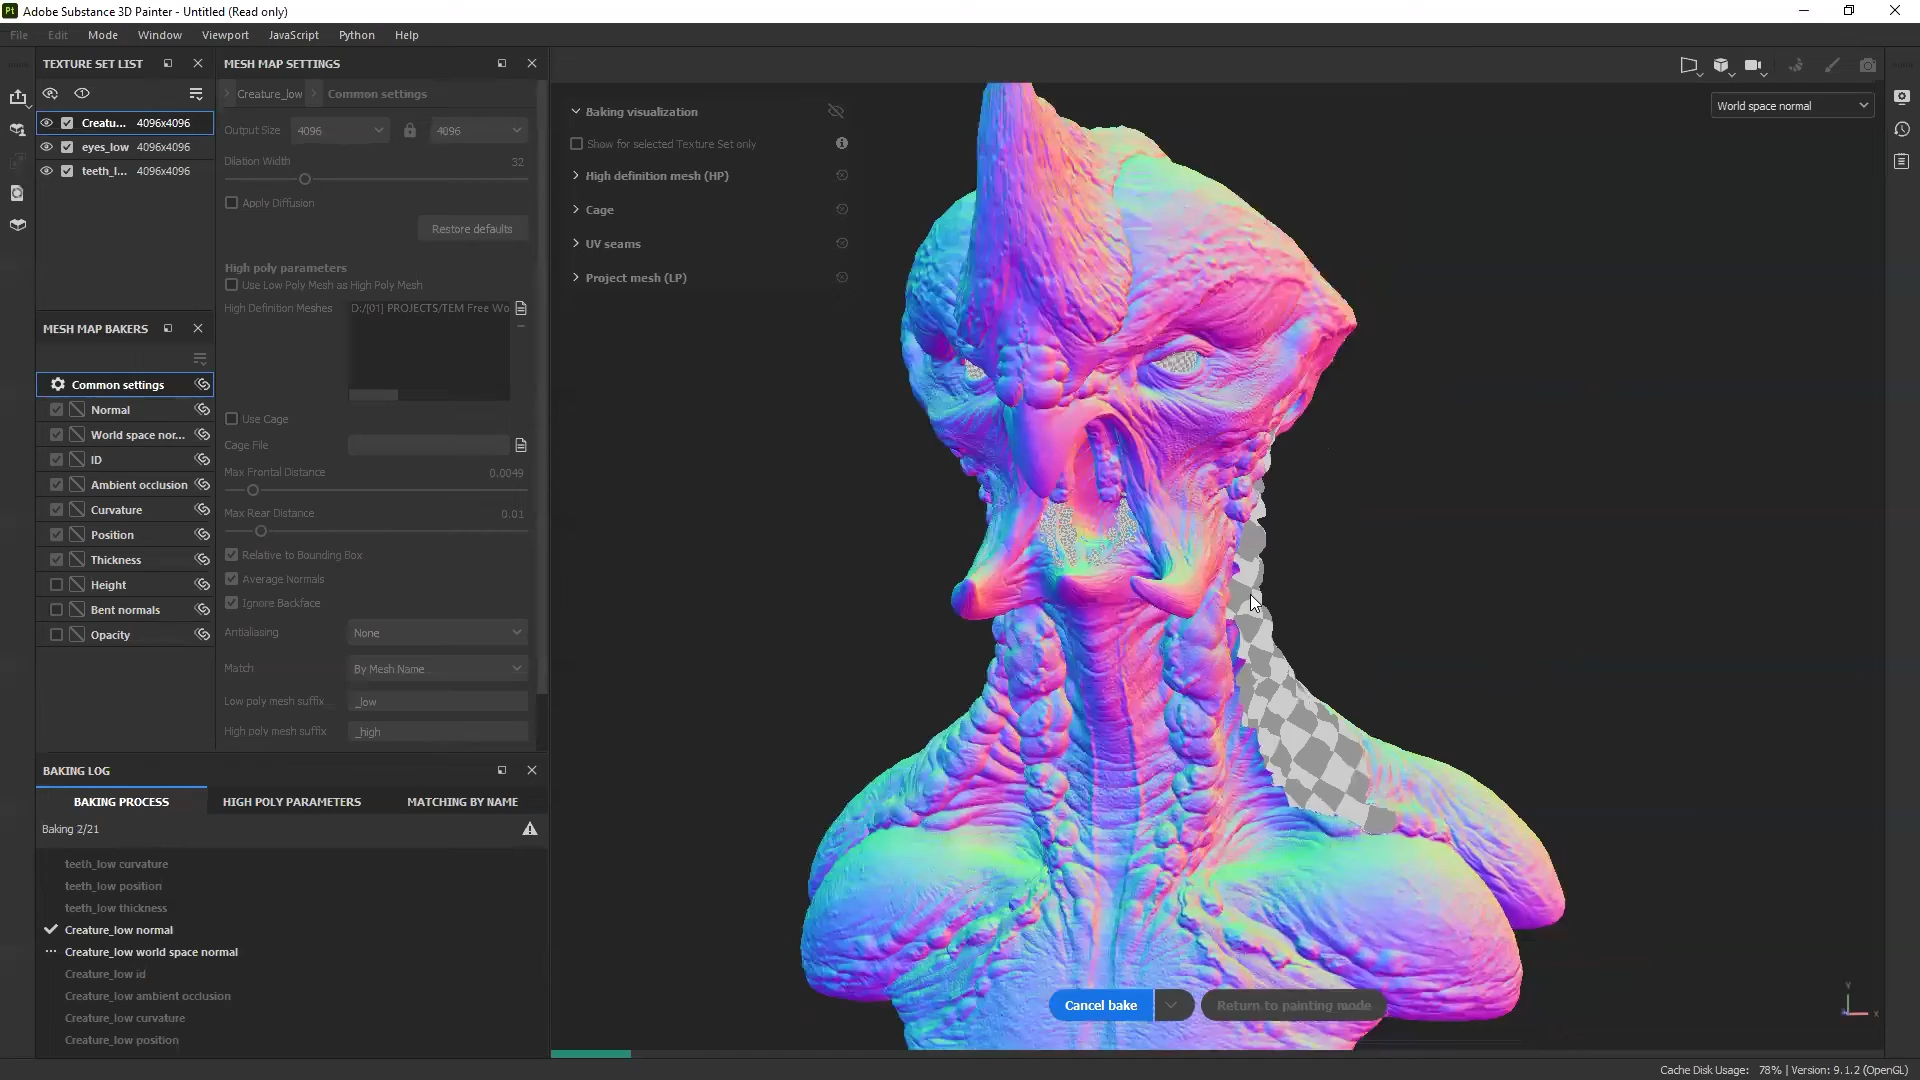 Pt Adobe Substance 3D Painter - Untitled (Read only)
File Edit Mode Window Viewport JavaScript Python Help
TEXTURE SET LIST
Creatu... 4096x4096
eyes_low 4096x4096
teeth_l... 4096x4096
MESH MAP BAKERS
Common settings
Normal
World space nor...
ID
Ambient occlusion
Curvature
Position
Thickness
Height
Bent normals
Opacity
MESH MAP SETTINGS
Creature_low Common settings
Output Size 4096 4096
Dilation Width 32
Apply Diffusion
Restore defaults
High poly parameters
Use Low Poly Mesh as High Poly Mesh
High Definition Meshes D:/[01] PROJECTS/TEM Free Wo
Use Cage
Cage File
Max Frontal Distance 0.0049
Max Rear Distance 0.01
Relative to Bounding Box
Average Normals
Ignore Backface
Antialiasing None
Match By Mesh Name
Low poly mesh suffix _low
High poly mesh suffix _high
BAKING LOG
BAKING PROCESS HIGH POLY PARAMETERS MATCHING BY NAME
Baking 2/21
teeth_low curvature
teeth_low position
teeth_low thickness
Creature_low normal
Creature_low world space normal
Creature_low id
Creature_low ambient occlusion
Creature_low curvature
Creature_low position
Baking visualization
Show for selected Texture Set only
High definition mesh (HP)
Cage
UV seams
Project mesh (LP)
World space normal
Cancel bake
Return to painting mode
Y
X
Cache Disk Usage: 78% | Version: 9.1.2 (OpenGL)